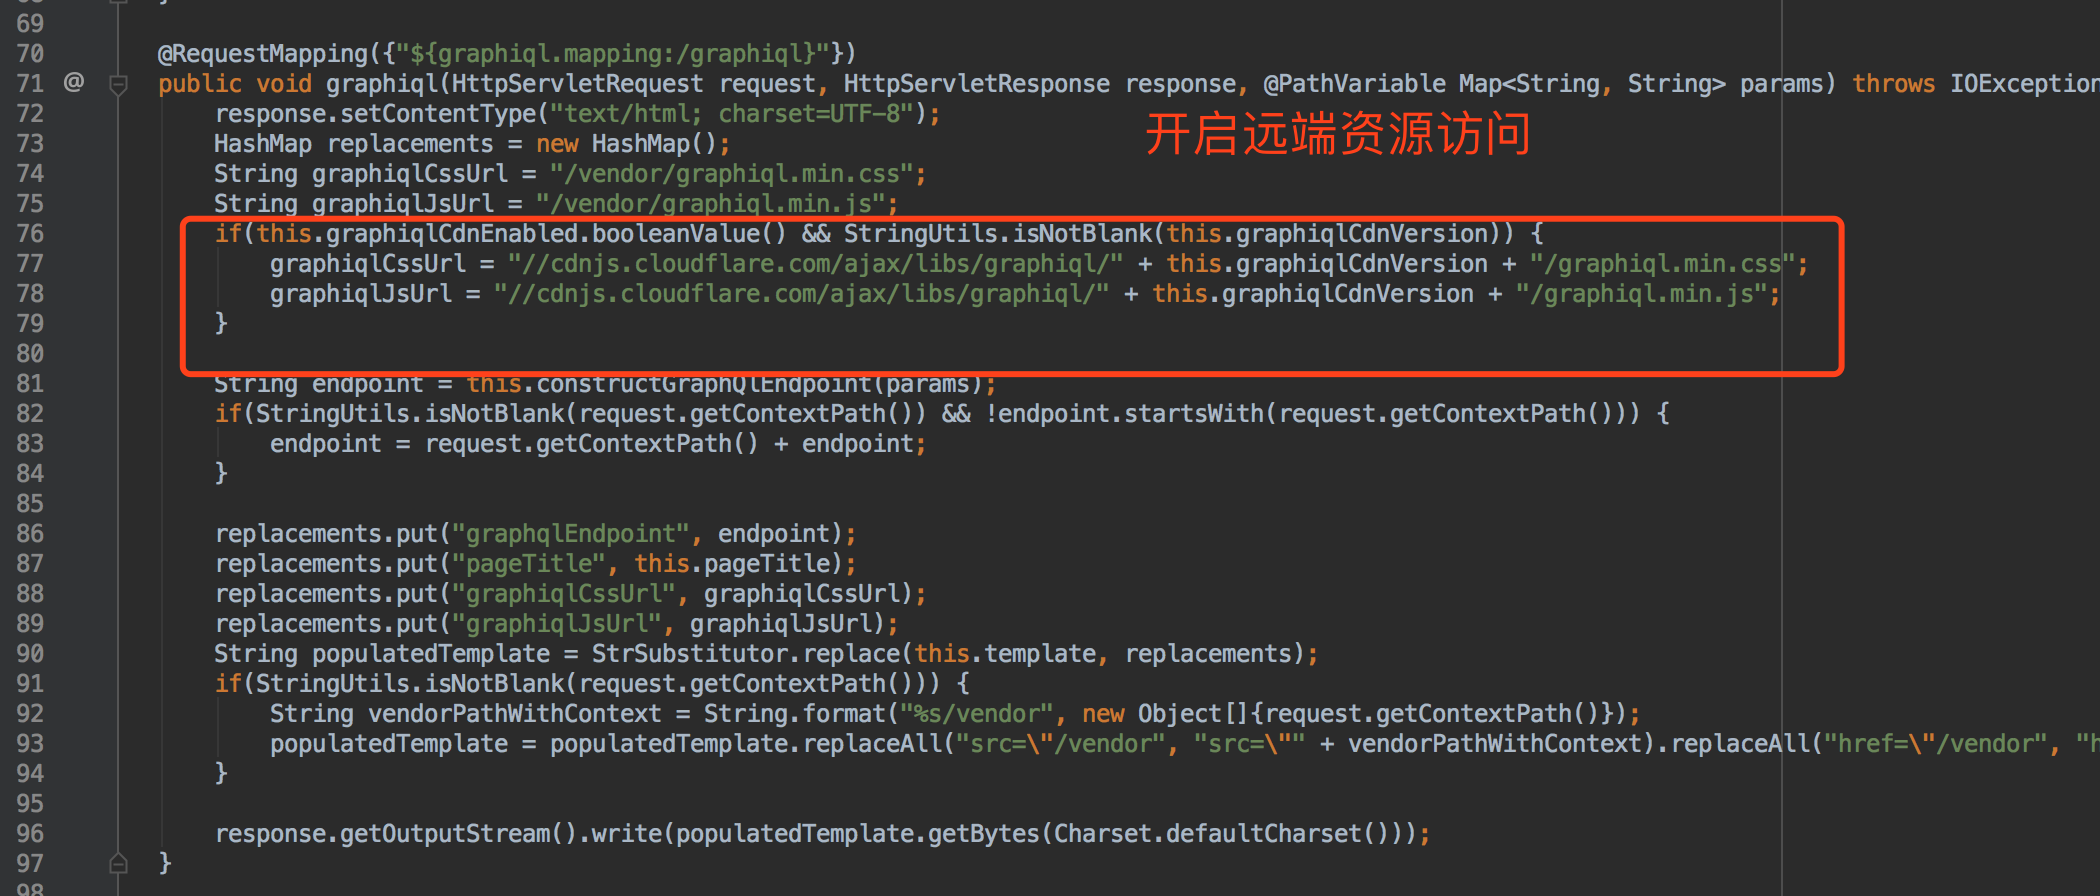 69
70 @RequestMapping({"${graphiql.mapping:/graphiql}"})
71 @ public void graphiql(HttpServletRequest request, HttpServletResponse response, @PathVariable Map<String, String> params) throws IOException
72 response.setContentType("text/html; charset=UTF-8");
开启远端资源访问
73 HashMap replacements = new HashMap();
74 String graphiqlCssUrl = "/vendor/graphiql.min.css";
75 String graphiqlJsUrl = "/vendor/graphiql.min.js";
76 if(this.graphiqlCdnEnabled.booleanValue() && StringUtils.isNotBlank(this.graphiqlCdnVersion)) {
77 graphiqlCssUrl = "//cdnjs.cloudflare.com/ajax/libs/graphiql/" + this.graphiqlCdnVersion + "/graphiql.min.css";
78 graphiqlJsUrl = "//cdnjs.cloudflare.com/ajax/libs/graphiql/" + this.graphiqlCdnVersion + "/graphiql.min.js";
79 }
80
81 String endpoint = this.constructGraphQlEndpoint(params);
82 if(StringUtils.isNotBlank(request.getContextPath()) && !endpoint.startsWith(request.getContextPath())) {
83 endpoint = request.getContextPath() + endpoint;
84 }
85
86 replacements.put("graphqlEndpoint", endpoint);
87 replacements.put("pageTitle", this.pageTitle);
88 replacements.put("graphiqlCssUrl", graphiqlCssUrl);
89 replacements.put("graphiqlJsUrl", graphiqlJsUrl);
90 String populatedTemplate = StrSubstitutor.replace(this.template, replacements);
91 if(StringUtils.isNotBlank(request.getContextPath())) {
92 String vendorPathWithContext = String.format("%s/vendor", new Object[]{request.getContextPath()});
93 populatedTemplate = populatedTemplate.replaceAll("src=\"/vendor", "src=\"" + vendorPathWithContext).replaceAll("href=\"/vendor", "h
94 }
95
96 response.getOutputStream().write(populatedTemplate.getBytes(Charset.defaultCharset()));
97 }
98